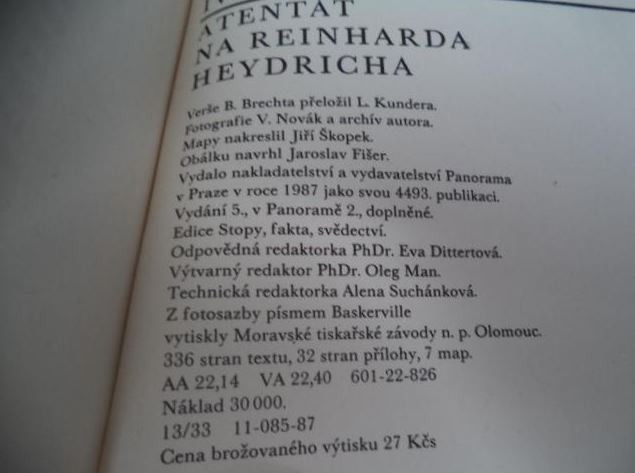 ATENTÁT
NA REINHARDA
HEYDRICHA
Verše B. Brechta přeložil L. Kundera.
Fotografie V. Novák a archív autora.
Mapy nakreslil Jiří Škopek.
Obálku navrhl Jaroslav Fišer.
Vydalo nakladatelství a vydavatelství Panorama
v Praze v roce 1987 jako svou 4493. publikaci.
Vydání 5., v Panoramě 2., doplněné.
Edice Stopy, fakta, svědectví.
Odpovědná redaktorka PhDr. Eva Dittertová.
Výtvarný redaktor PhDr. Oleg Man.
Technická redaktorka Alena Suchánková.
Z fotosazby písmem Baskerville
vytiskly Moravské tiskařské závody n. p. Olomouc.
336 stran textu, 32 stran přílohy, 7 map.
AA 22,14 VA 22,40 601-22-826
Náklad 30 000.
13/33 11-085-87
Cena brožovaného výtisku 27 Kčs